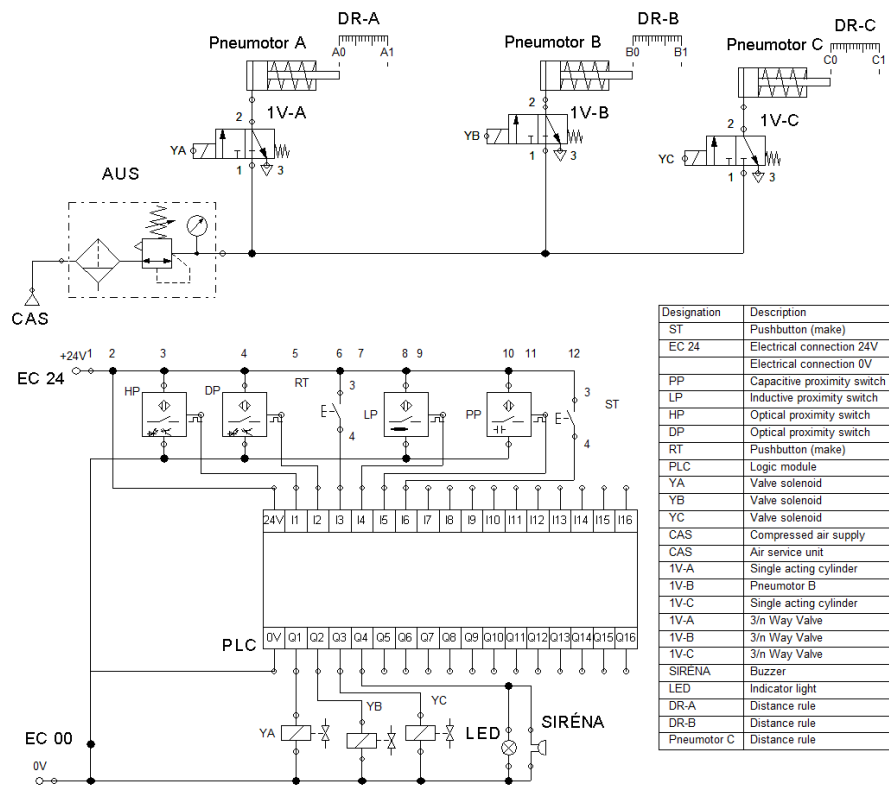 DR-A
DR-B
DR-C
Pneumotor A
A0
A1
Pneumotor B
B0
B1
Pneumotor C
C0
C1
2
1V-A
YA
1
3
2
1V-B
YB
1
3
2
1V-C
YC
1
3
AUS
CAS
+24V
1
2
3
4
5
6
7
8
9
10
11
12
EC 24
HP
DP
RT
3
4
LP
PP
3
4
ST
24V
I1
I2
I3
I4
I5
I6
I7
I8
I9
I10
I11
I12
I13
I14
I15
I16
0V
Q1
Q2
Q3
Q4
Q5
Q6
Q7
Q8
Q9
Q10
Q11
Q12
Q13
Q14
Q15
Q16
PLC
YA
YB
YC
LED
SIRÉNA
EC 00
0V
Designation Description
ST Pushbutton (make)
EC 24 Electrical connection 24V
Electrical connection 0V
PP Capacitive proximity switch
LP Inductive proximity switch
HP Optical proximity switch
DP Optical proximity switch
RT Pushbutton (make)
PLC Logic module
YA Valve solenoid
YB Valve solenoid
YC Valve solenoid
CAS Compressed air supply
CAS Air service unit
1V-A Single acting cylinder
1V-B Pneumotor B
1V-C Single acting cylinder
1V-A 3/n Way Valve
1V-B 3/n Way Valve
1V-C 3/n Way Valve
SIRÉNA Buzzer
LED Indicator light
DR-A Distance rule
DR-B Distance rule
Pneumotor C Distance rule